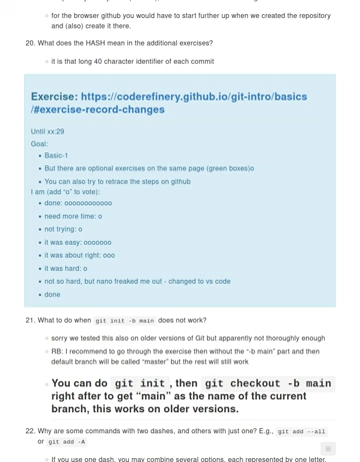 for the browser github you would have to start further up when we created the repository
and (also) create it there.
20. What does the HASH mean in the additional exercises?
it is that long 40 character identifier of each commit
Exercise: https://coderefinery.github.io/git-intro/basics
/#exercise-record-changes
Until xx:29
Goal:
Basic-1
But there are optional exercises on the same page (green boxes)o
You can also try to retrace the steps on github
I am (add "o" to vote):
done: oooooooooooo
need more time: o
not trying: o
it was easy: ooooooo
it was about right: ooo
it was hard: o
not so hard, but nano freaked me out - changed to vs code
done
21. What to do when git init -b main does not work?
sorry we tested this also on older versions of Git but apparently not thoroughly enough
RB: I recommend to go through the exercise then without the "-b main" part and then
default branch will be called "master" but the rest will still work
You can do git init, then git checkout -b main
right after to get "main" as the name of the current
branch, this works on older versions.
22. Why are some commands with two dashes, and others with just one? E.g., git add --all
or git add -A
If you use one dash, you may combine several options, each represented by one letter.